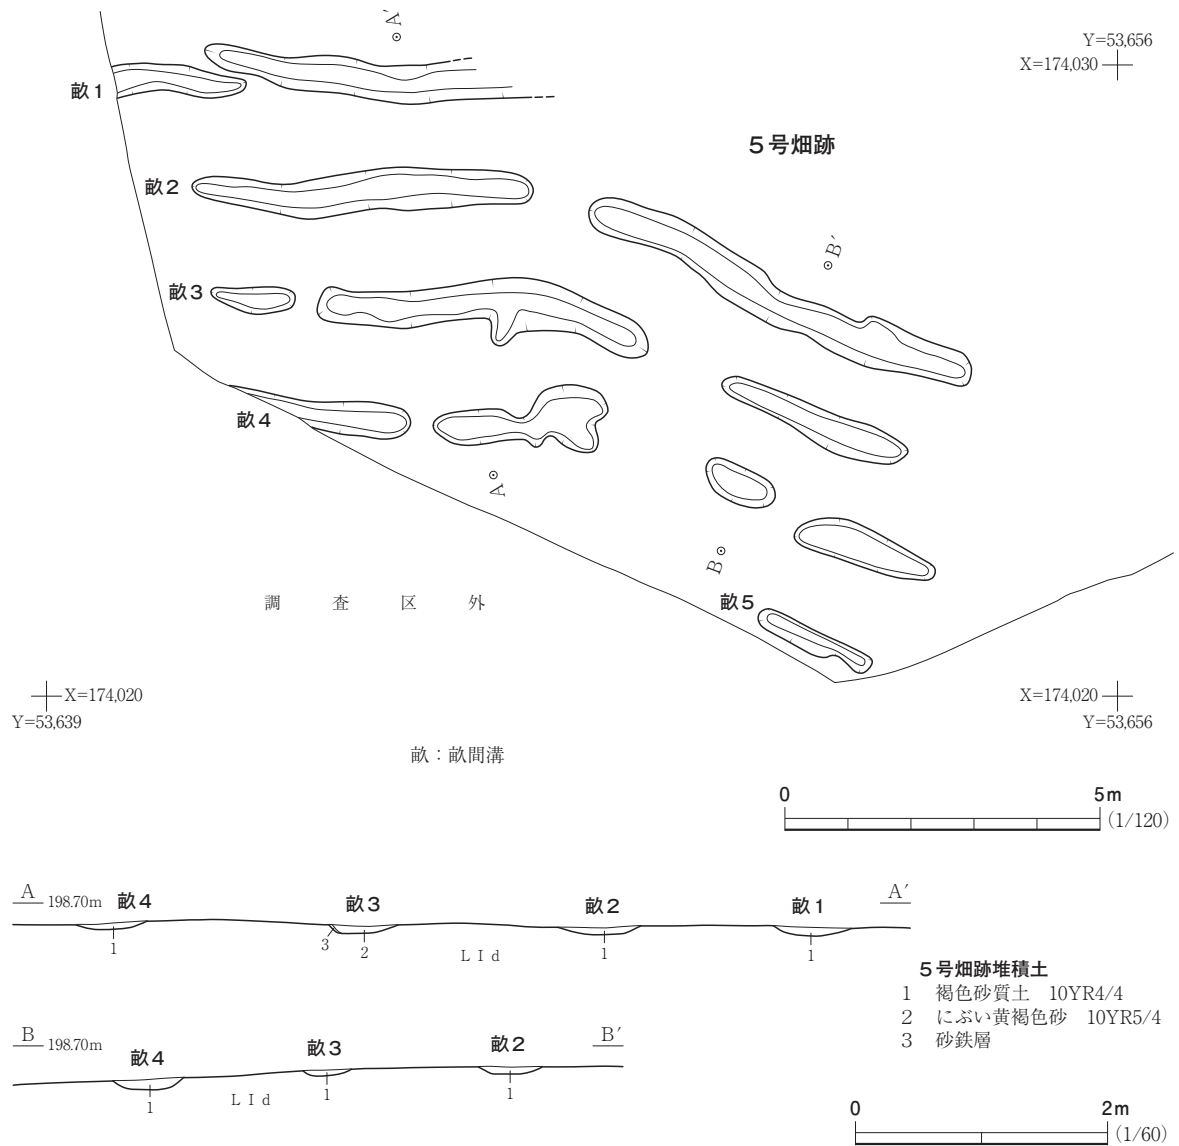 A′
Y=53,656
X=174,030
畝1
5号畑跡
畝2
B′
畝3
畝4
A
B
畝5
調査区外
X=174,020
Y=53,639
X=174,020
Y=53,656
畝：畝間溝
0 5m
(1/120)
A 198.70m 畝4 畝3 畝2 畝1 A′
1 3 2 LⅠd 1 1
5号畑跡堆積土
1 褐色砂質土 10YR4/4
2 にぶい黄褐色砂 10YR5/4
3 砂鉄層
B 198.70m 畝4 畝3 畝2 B′
1 LⅠd 1 1
0 2m
(1/60)